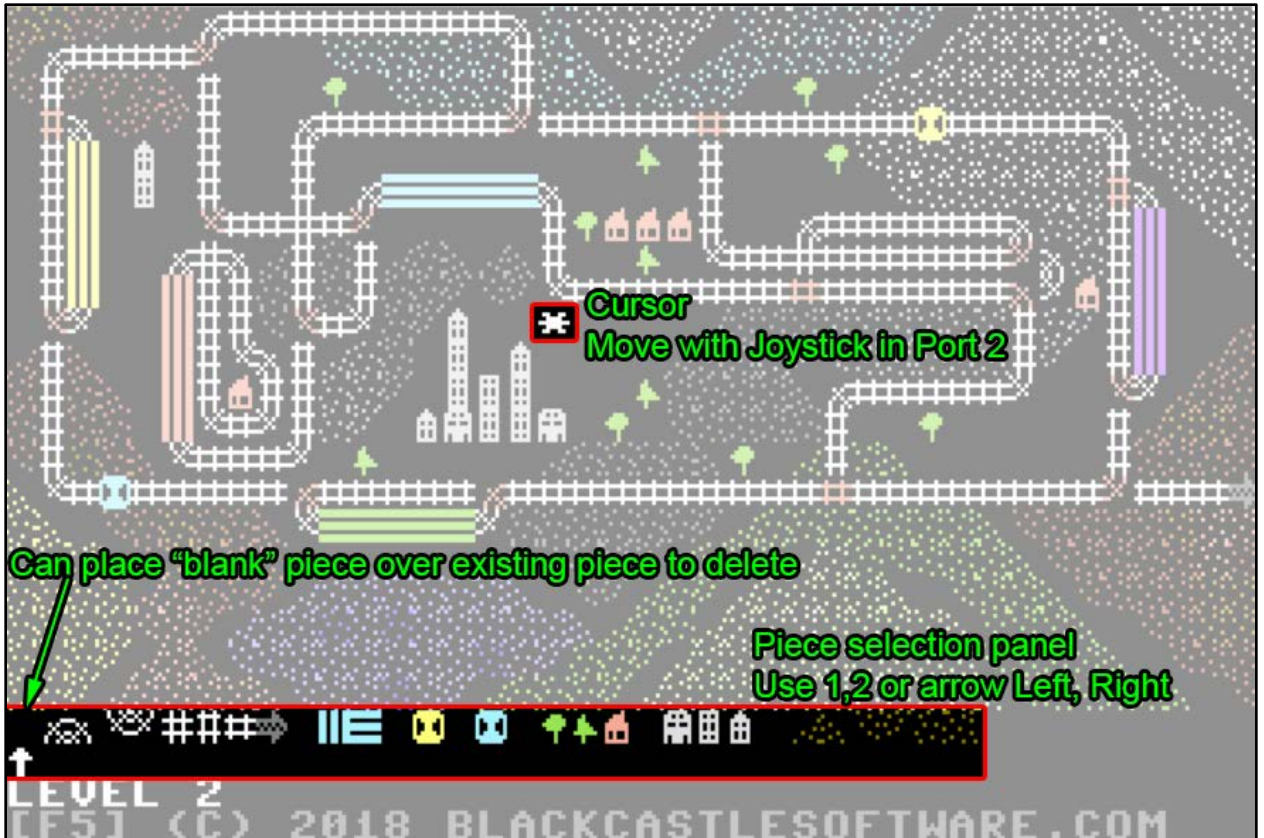 Cursor
Move with Joystick in Port 2
Can place “blank” piece over existing piece to delete
Piece selection panel
Use 1,2 or arrow Left, Right
LEVEL 2
[F5] (C) 2018 BLACKCASTLESOFTWARE.COM